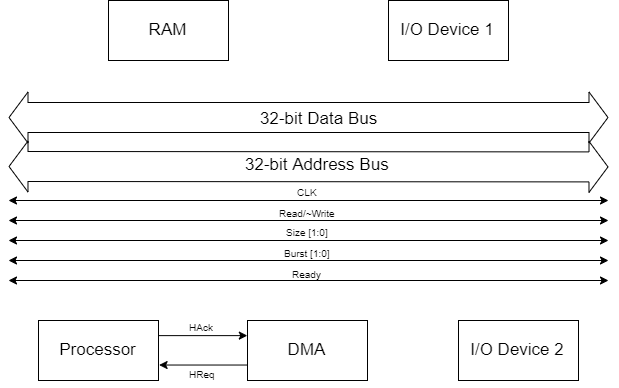 RAM
I/O Device 1
32-bit Data Bus
32-bit Address Bus
CLK
Read/~Write
Size [1:0]
Burst [1:0]
Ready
Processor
HAck
HReq
DMA
I/O Device 2